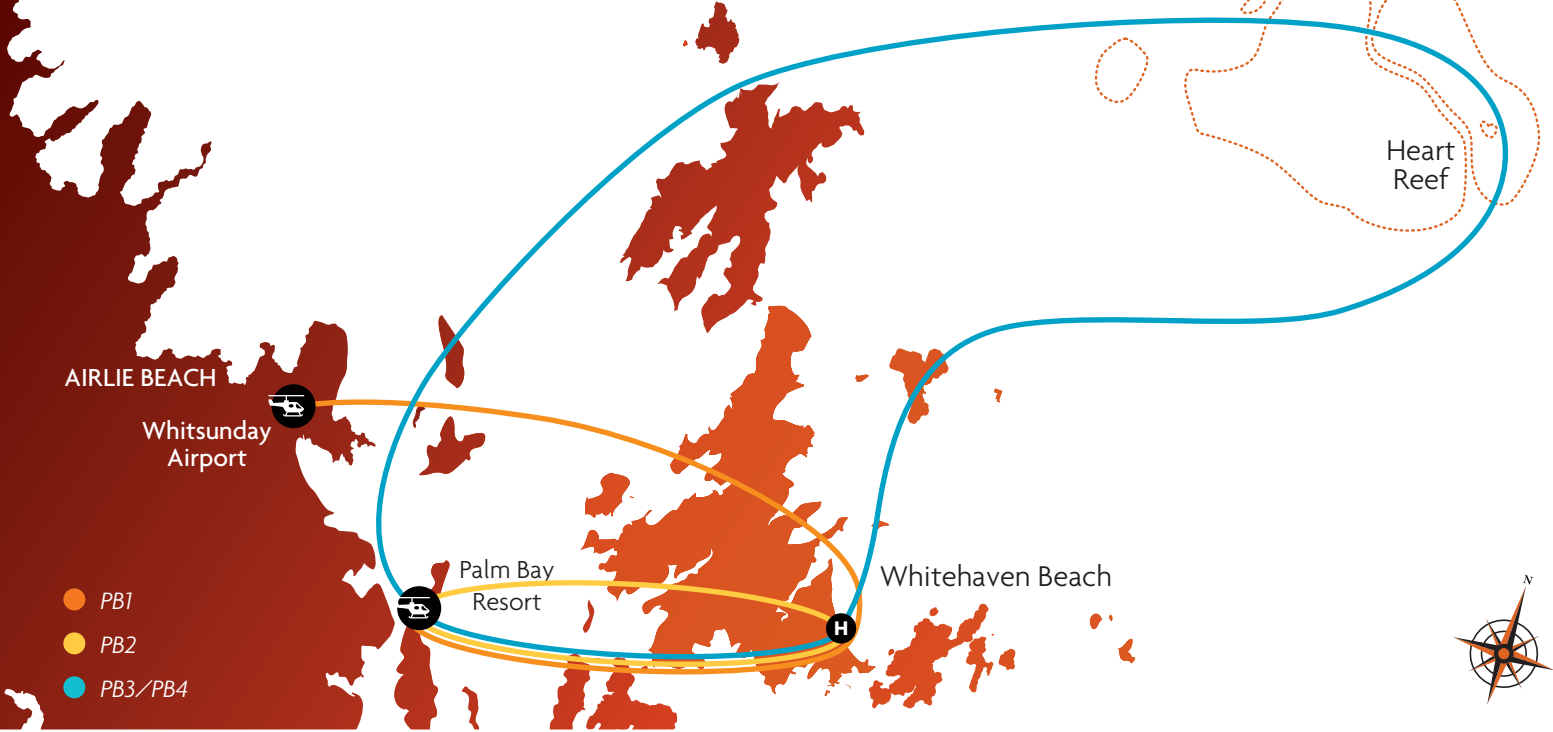 Heart
Reef
AIRLIE BEACH
Whitsunday
Airport
Palm Bay
Resort
Whitehaven Beach
H
N
PB1
PB2
PB3/PB4